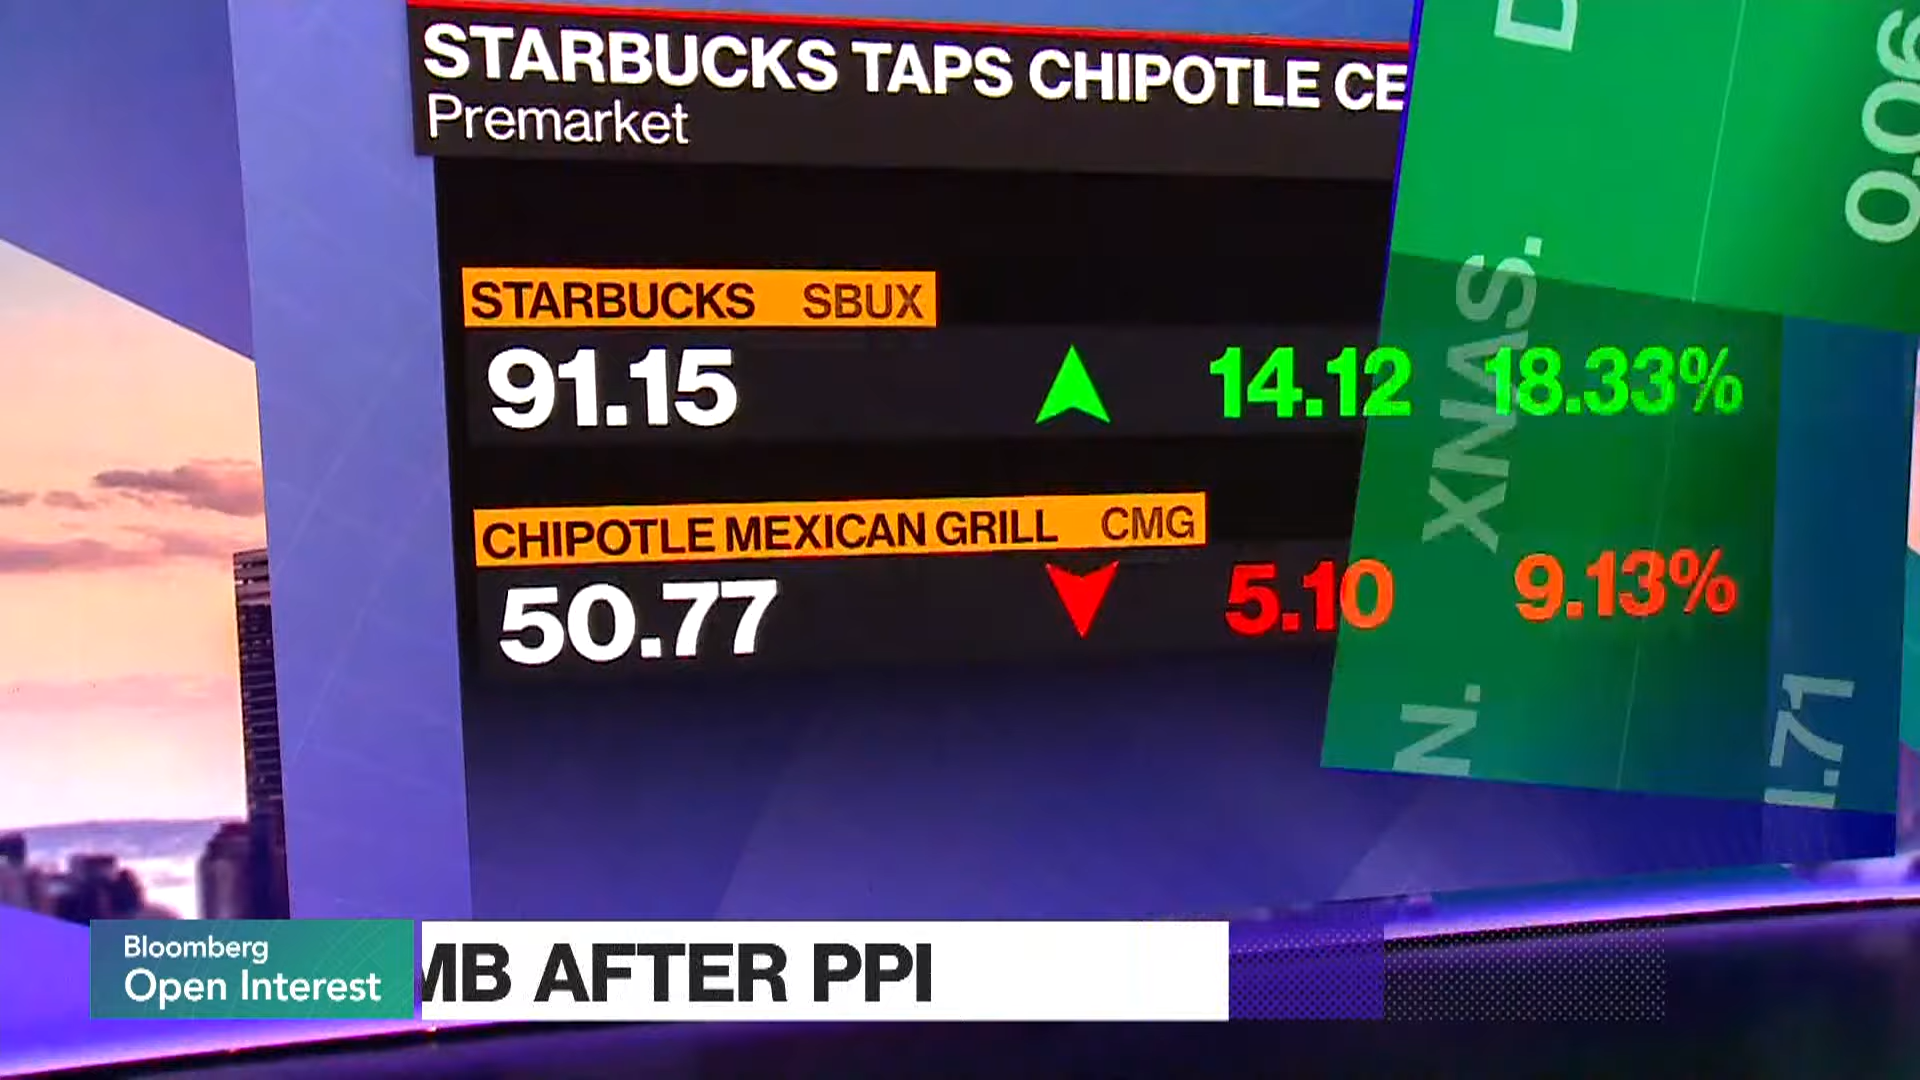 STARBUCKS TAPS CHIPOTLE CE
Premarket
STARBUCKS SBUX
91.15 14.12 18.33%
CHIPOTLE MEXICAN GRILL CMG
50.77 5.10 9.13%
D
0.06
XNAS.
N.
1.71
Bloomberg
Open Interest
MB AFTER PPI